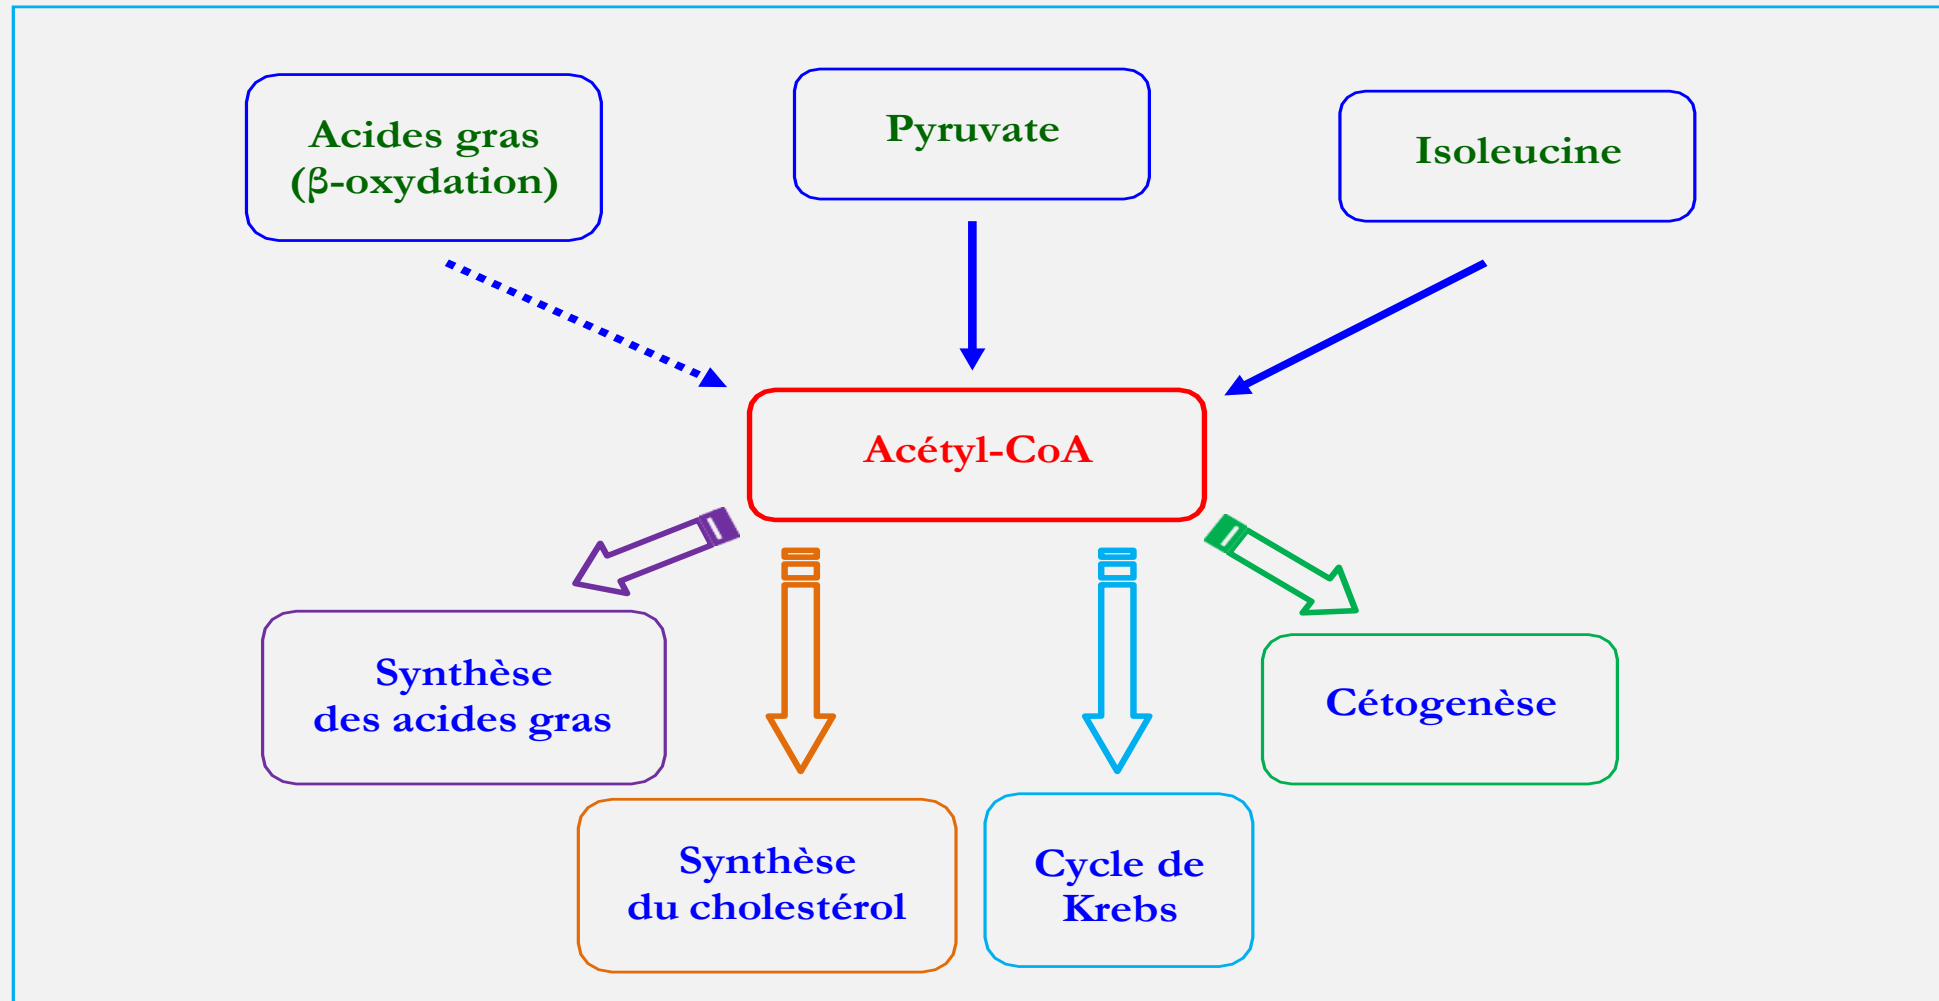 Acides gras
(β-oxydation)
Pyruvate
Isoleucine
Acétyl-CoA
Synthèse
des acides gras
Cétogenèse
Synthèse
du cholestérol
Cycle de
Krebs